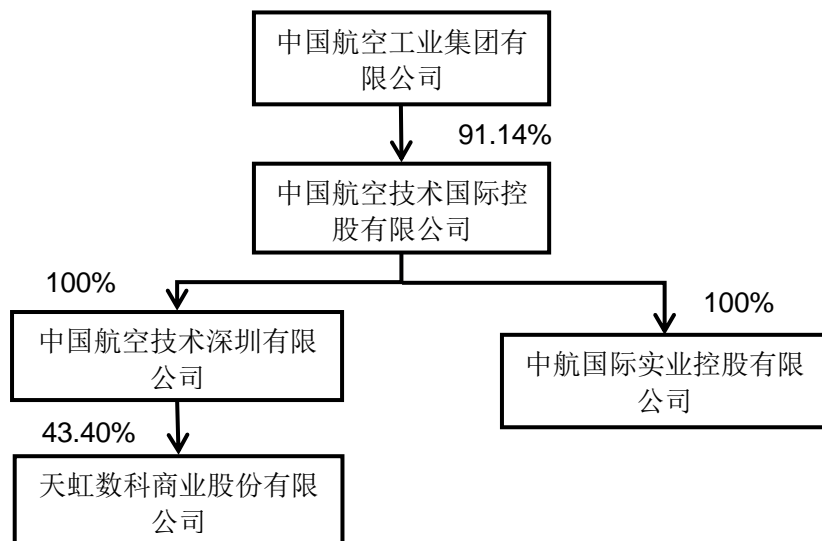 中国航空工业集团有
限公司
91.14%
中国航空技术国际控
股有限公司
100%
100%
中国航空技术深圳有限
公司
中航国际实业控股有限
公司
43.40%
天虹数科商业股份有限
公司